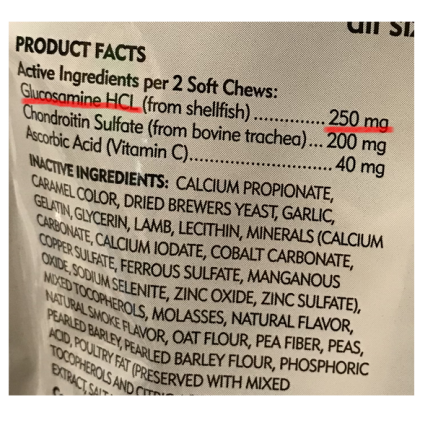 PRODUCT FACTS
Active Ingredients per 2 Soft Chews:
Glucosamine HCL (from shellfish) ............... 250 mg
Chondroitin Sulfate (from bovine trachea)... 200 mg
Ascorbic Acid (Vitamin C)........................... 40 mg
INACTIVE INGREDIENTS: CALCIUM PROPIONATE,
CARAMEL COLOR, DRIED BREWERS YEAST, GARLIC,
GELATIN, GLYCERIN, LAMB, LECITHIN, MINERALS (CALCIUM
CARBONATE, CALCIUM IODATE, COBALT CARBONATE,
COPPER SULFATE, FERROUS SULFATE, MANGANOUS
OXIDE, SODIUM SELENITE, ZINC OXIDE, ZINC SULFATE),
MIXED TOCOPHEROLS, MOLASSES, NATURAL FLAVOR,
NATURAL SMOKE FLAVOR, OAT FLOUR, PEA FIBER, PEAS,
PEARLED BARLEY, PEARLED BARLEY FLOUR, PHOSPHORIC
ACID, POULTRY FAT (PRESERVED WITH MIXED
TOCOPHEROLS AND
EXTRACT, SALT